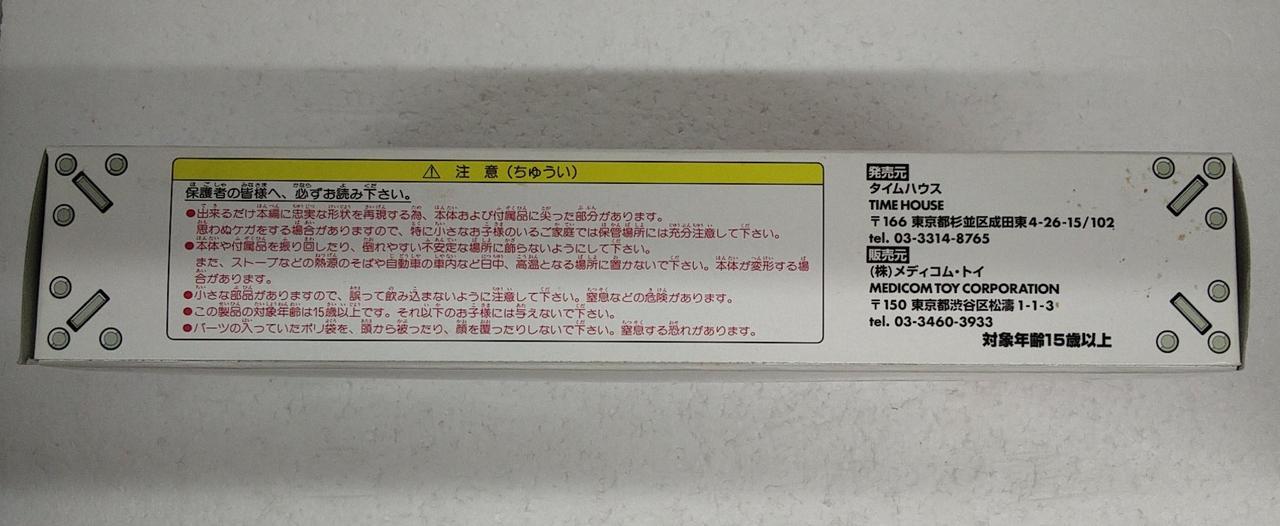 ⚠ 注 意 (ちゅうい)
保護者の皆様へ、必ずお読み下さい。
●出来るだけ本編に忠実な形状を再現する為、本体および付属品に尖った部分があります。
思わぬケガをする場合がありますので、特に小さなお子様のいるご家庭では保管場所には充分注意して下さい。
●本体や付属品を振り回したり、倒れやすい不安定な場所に飾らないようにして下さい。
また、ストーブなどの熱源のそばや自動車の車内など日中、高温となる場所に置かないで下さい。本体が変形する場
合があります。
●小さな部品がありますので、誤って飲み込まないように注意して下さい。窒息などの危険があります。
●この製品の対象年齢は15歳以上です。それ以下のお子様には与えないで下さい。
●パーツの入っていたポリ袋を、頭から被ったり、顔を覆ったりしないで下さい。窒息する恐れがあります。
発売元
タイムハウス
TIME HOUSE
〒166 東京都杉並区成田東4-26-15/102
tel. 03-3314-8765
販売元
(株)メディコム・トイ
MEDICOM TOY CORPORATION
〒150 東京都渋谷区松濤 1-1-3
tel. 03-3460-3933
対象年齢15歳以上